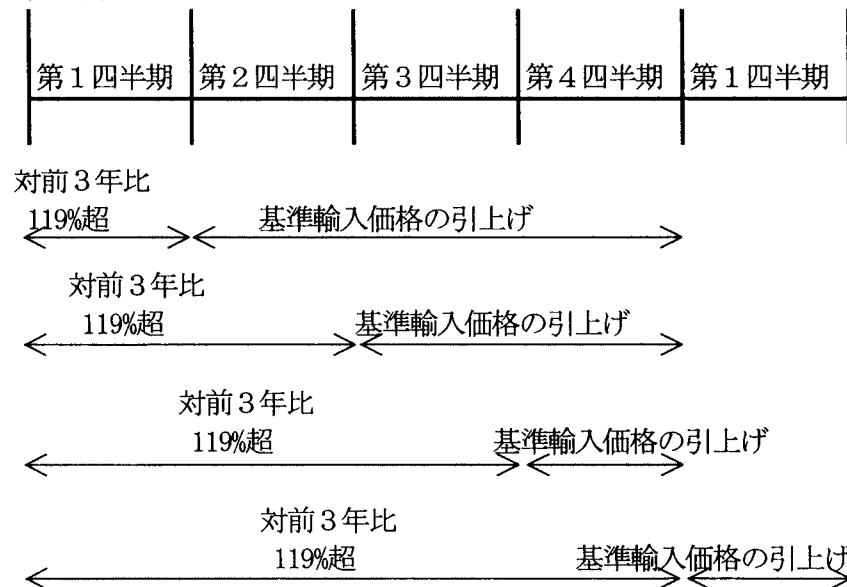 第１四半期 第２四半期 第３四半期 第４四半期 第１四半期
対前３年比
119%超 基準輸入価格の引上げ
対前３年比
119%超 基準輸入価格の引上げ
対前３年比
119%超 基準輸入価格の引上げ
対前３年比
119%超 基準輸入価格の引上げ